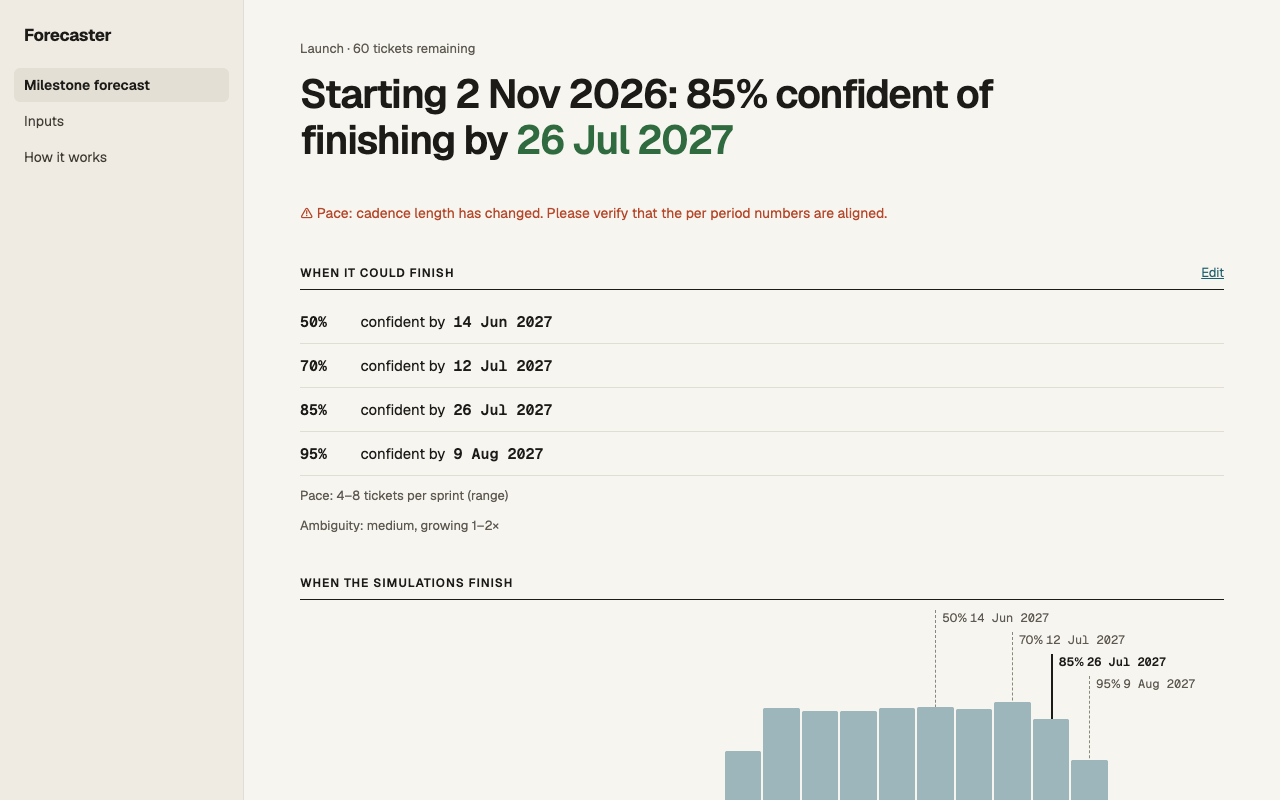 Forecaster
Milestone forecast
Inputs
How it works
Launch · 60 tickets remaining
Starting 2 Nov 2026: 85% confident of
finishing by 26 Jul 2027
⚠ Pace: cadence length has changed. Please verify that the per period numbers are aligned.
WHEN IT COULD FINISH
Edit
50% confident by 14 Jun 2027
70% confident by 12 Jul 2027
85% confident by 26 Jul 2027
95% confident by 9 Aug 2027
Pace: 4–8 tickets per sprint (range)
Ambiguity: medium, growing 1–2×
WHEN THE SIMULATIONS FINISH
50% 14 Jun 2027
70% 12 Jul 2027
85% 26 Jul 2027
95% 9 Aug 2027